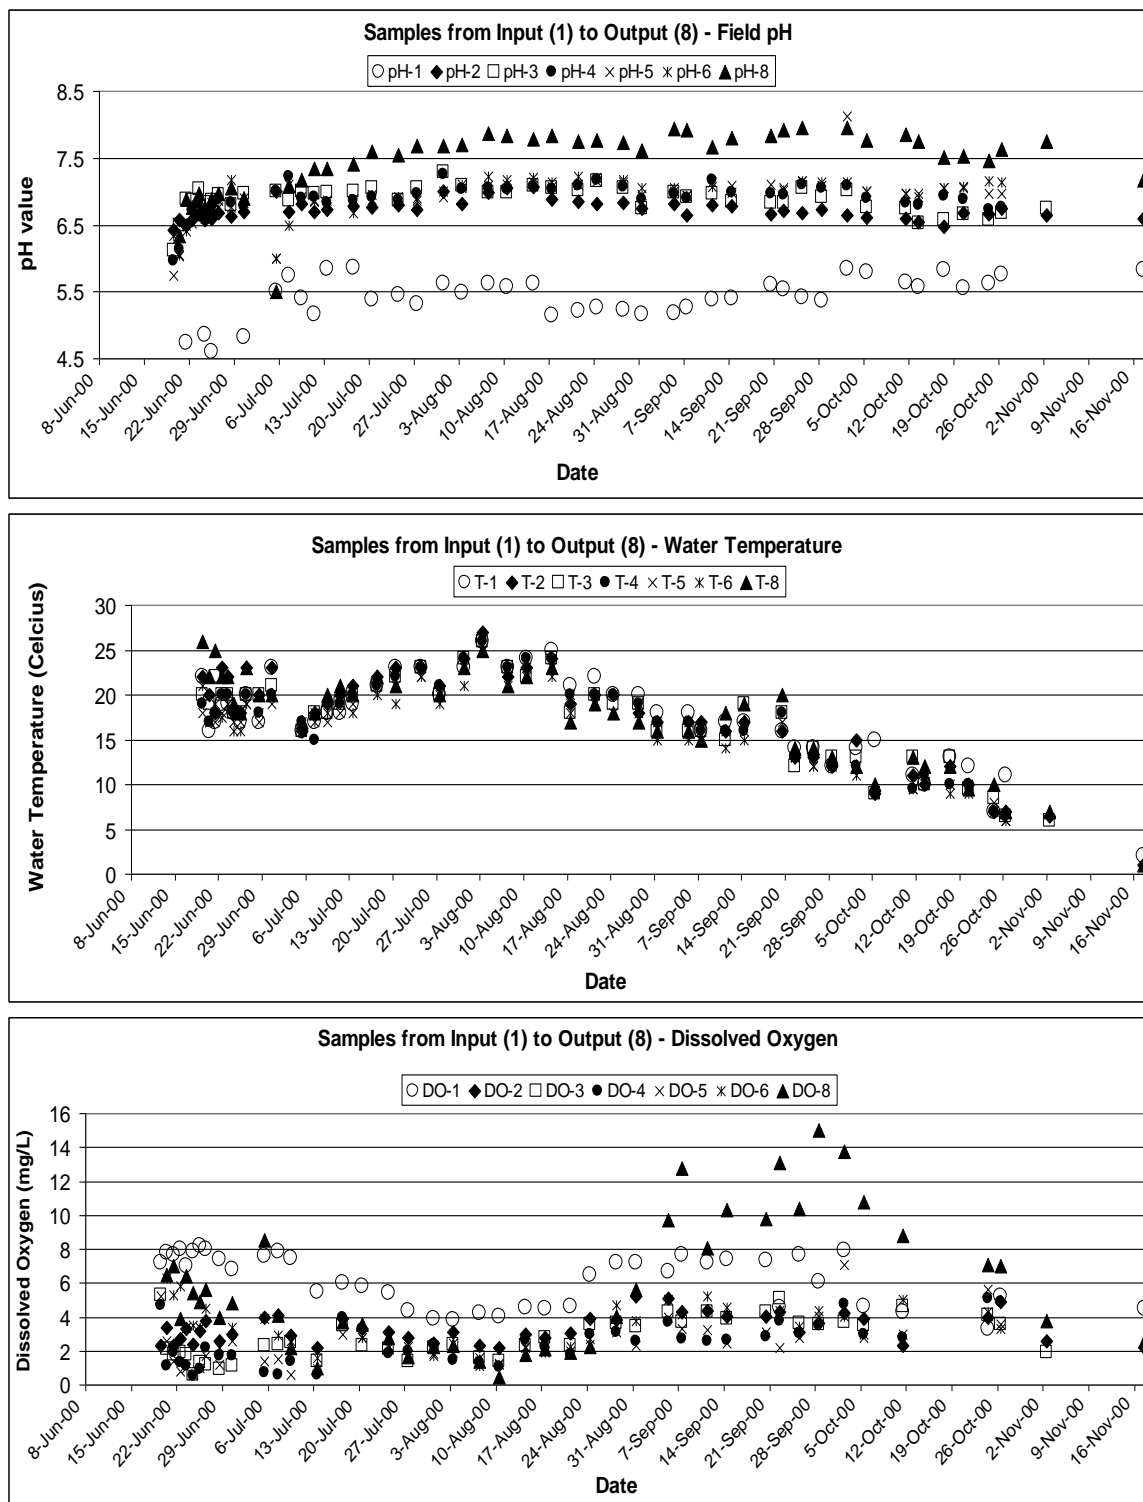 Samples from Input (1) to Output (8) - Field pH
pH-1 pH-2 pH-3 pH-4 pH-5 pH-6 pH-8
8.5
7.5
6.5
5.5
4.5
pH value
8-Jun-00 15-Jun-00 22-Jun-00 29-Jun-00 6-Jul-00 13-Jul-00 20-Jul-00 27-Jul-00 3-Aug-00 10-Aug-00 17-Aug-00 24-Aug-00 31-Aug-00 7-Sep-00 14-Sep-00 21-Sep-00 28-Sep-00 5-Oct-00 12-Oct-00 19-Oct-00 26-Oct-00 2-Nov-00 9-Nov-00 16-Nov-00
Date
Samples from Input (1) to Output (8) - Water Temperature
T-1 T-2 T-3 T-4 T-5 T-6 T-8
30
25
20
15
10
5
0
Water Temperature (Celcius)
8-Jun-00 15-Jun-00 22-Jun-00 29-Jun-00 6-Jul-00 13-Jul-00 20-Jul-00 27-Jul-00 3-Aug-00 10-Aug-00 17-Aug-00 24-Aug-00 31-Aug-00 7-Sep-00 14-Sep-00 21-Sep-00 28-Sep-00 5-Oct-00 12-Oct-00 19-Oct-00 26-Oct-00 2-Nov-00 9-Nov-00 16-Nov-00
Date
Samples from Input (1) to Output (8) - Dissolved Oxygen
DO-1 DO-2 DO-3 DO-4 DO-5 DO-6 DO-8
16
14
12
10
8
6
4
2
0
Dissolved Oxygen (mg/L)
8-Jun-00 15-Jun-00 22-Jun-00 29-Jun-00 6-Jul-00 13-Jul-00 20-Jul-00 27-Jul-00 3-Aug-00 10-Aug-00 17-Aug-00 24-Aug-00 31-Aug-00 7-Sep-00 14-Sep-00 21-Sep-00 28-Sep-00 5-Oct-00 12-Oct-00 19-Oct-00 26-Oct-00 2-Nov-00 9-Nov-00 16-Nov-00
Date